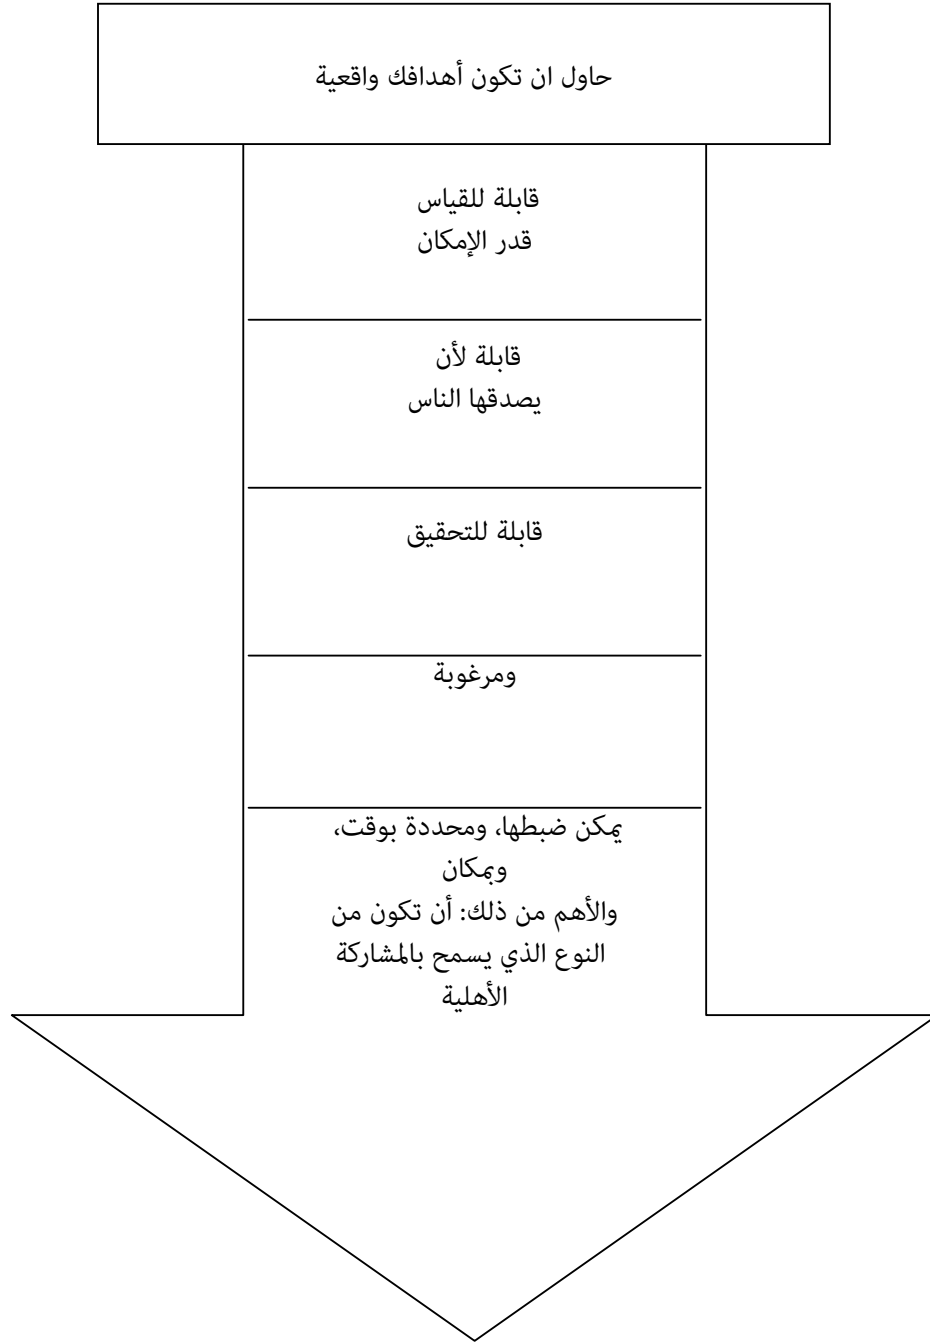 حاول ان تكون أهدافك واقعية
قابلة للقياس
قدر الإمكان
قابلة لأن
يصدقها الناس
قابلة للتحقيق
ومرغوبة
يمكن ضبطها، ومحددة بوقت،
وبمكان
والأهم من ذلك: أن تكون من
النوع الذي يسمح بالمشاركة
الأهلية